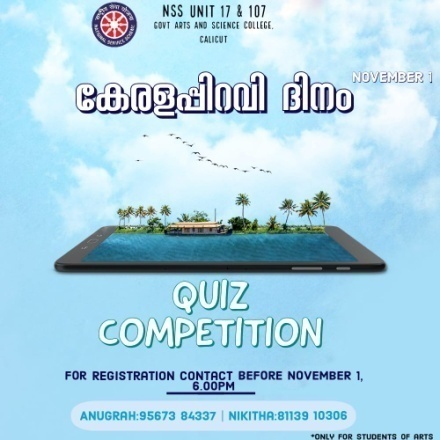 NSS UNIT 17 & 107
GOVT ARTS AND SCIENCE COLLEGE,
CALICUT
NOVEMBER 1
കേരളപ്പിറവി ദിനം
QUIZ
COMPETITION
FOR REGISTRATION CONTACT BEFORE NOVEMBER 1,
6.00PM
ANUGRAH:95673 84337 | NIKITHA:81139 10306
*ONLY FOR STUDENTS OF ARTS